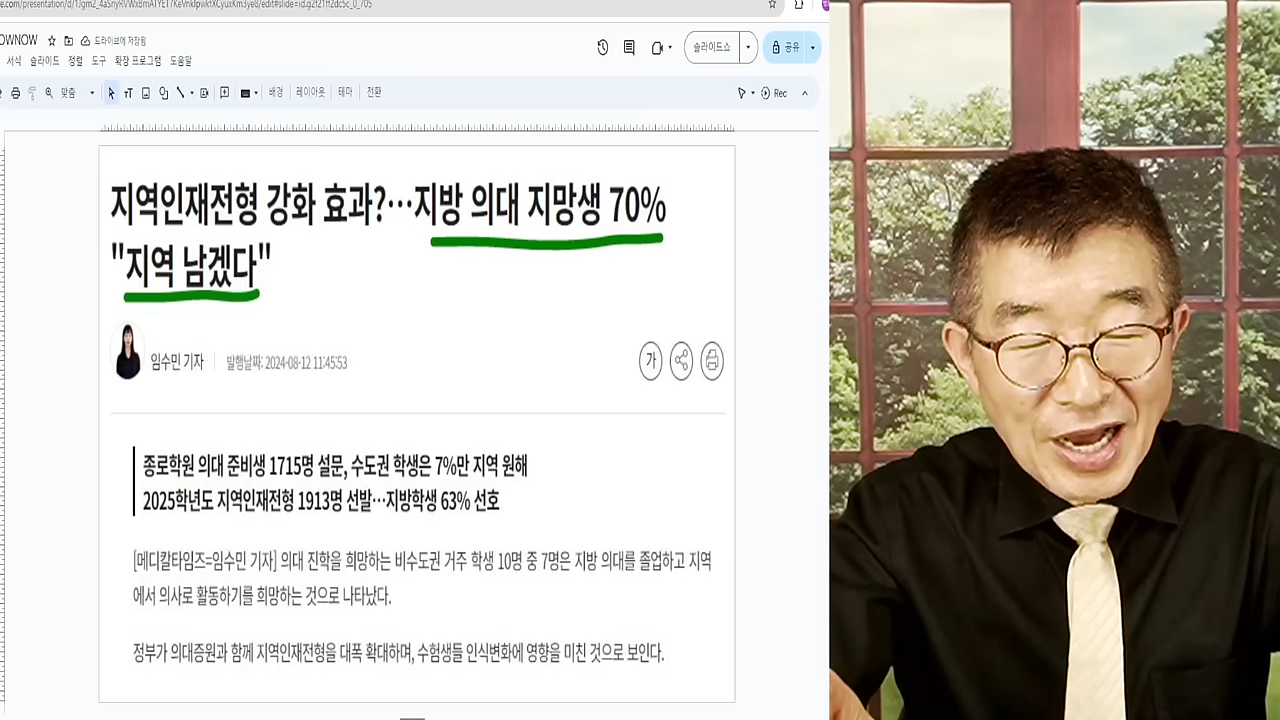 OWNOW 드라이브에 저장됨
서식 슬라이드 정렬 도구 확장 프로그램 도움말
슬라이드쇼 공유
맞춤 배경 레이아웃 테마 전환 Rec
지역인재전형 강화 효과?…지방 의대 지망생 70%
"지역 남겠다"
임수민 기자 발행날짜: 2024-08-12 11:45:53
가
종로학원 의대 준비생 1715명 설문, 수도권 학생은 7%만 지역 원해
2025학년도 지역인재전형 1913명 선발…지방학생 63% 선호
[메디칼타임즈=임수민 기자] 의대 진학을 희망하는 비수도권 거주 학생 10명 중 7명은 지방 의대를 졸업하고 지역
에서 의사로 활동하기를 희망하는 것으로 나타났다.
정부가 의대증원과 함께 지역인재전형을 대폭 확대하며, 수험생들 인식변화에 영향을 미친 것으로 보인다.